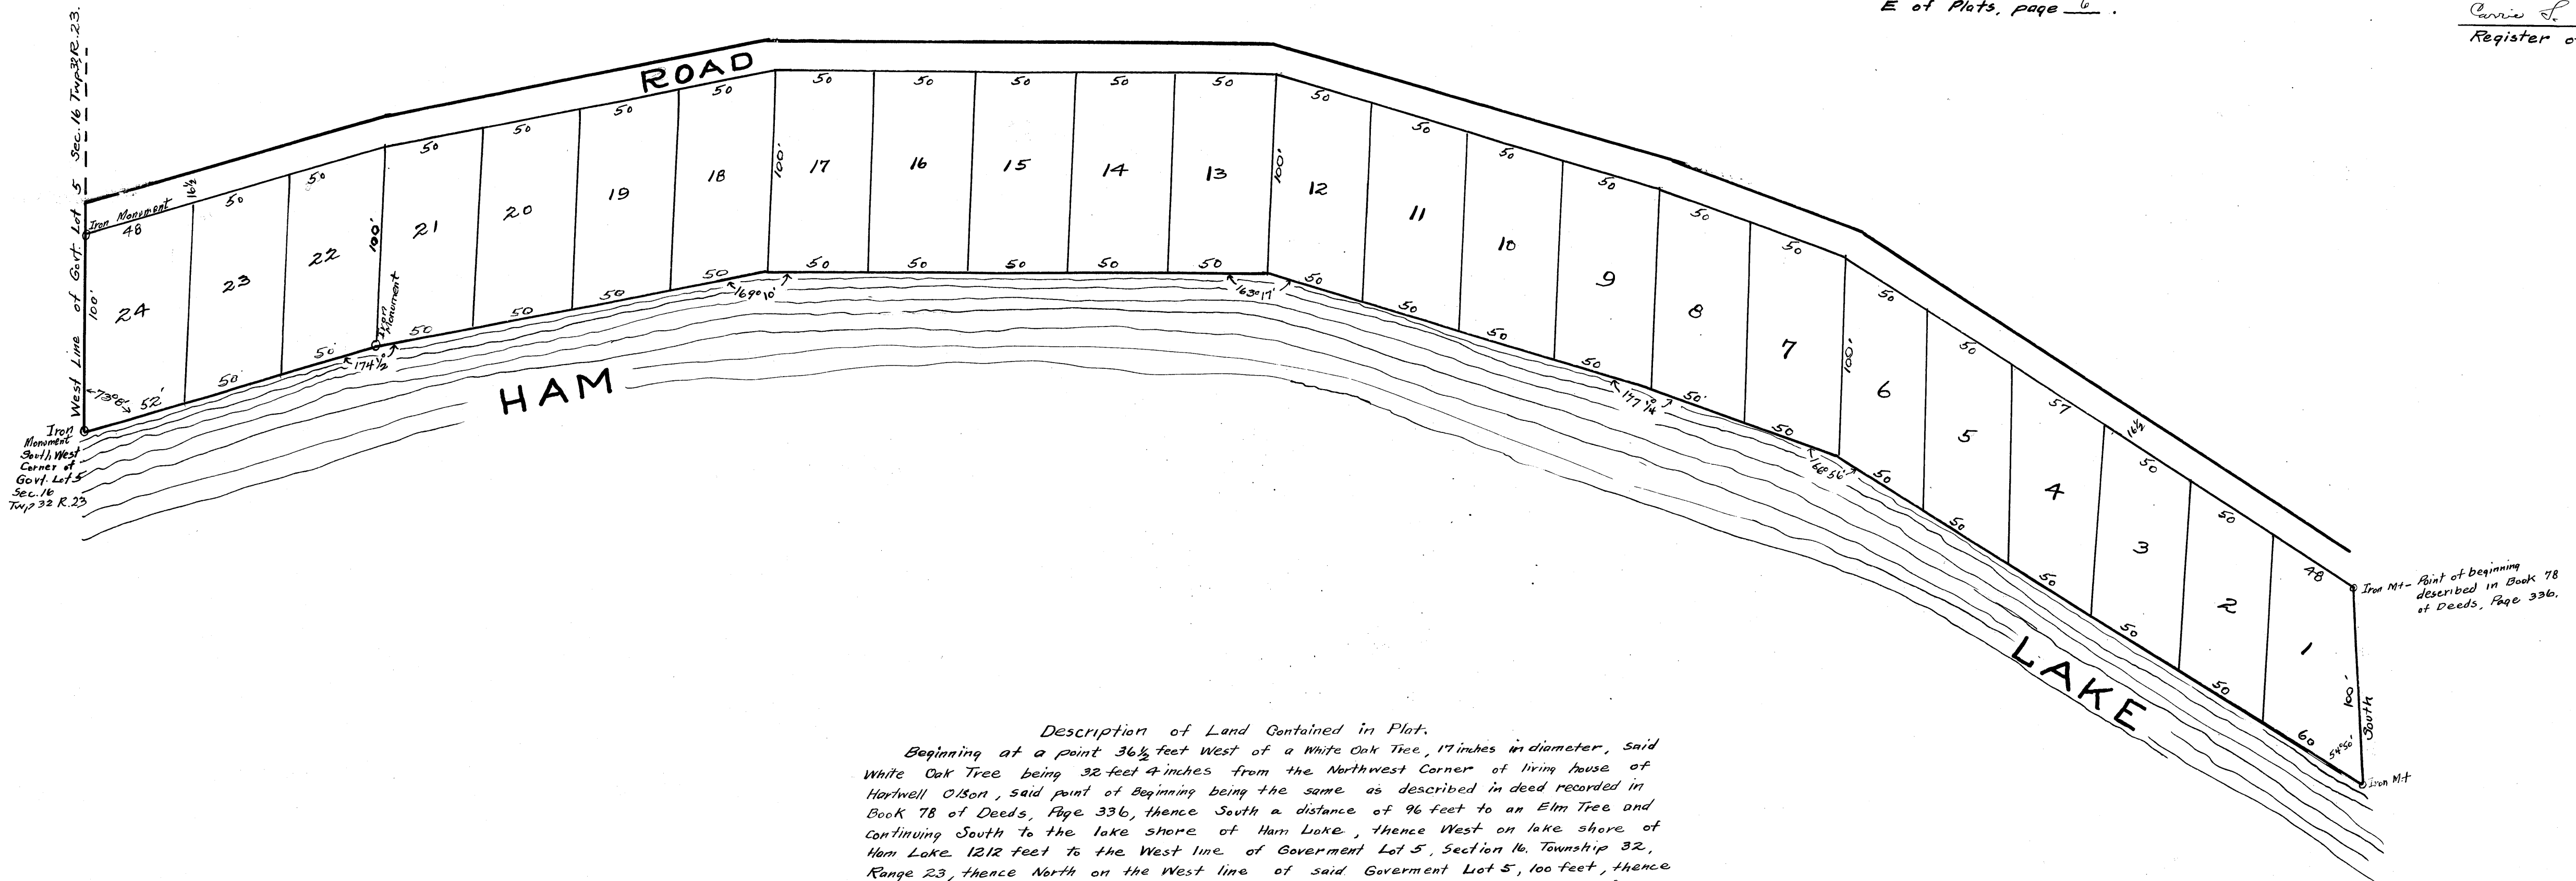 E of Plats, page 6.
Carrie S.
Register o
West Line of Govt. Lot 5 Sec. 16 Twp 32 R. 23.
ROAD
Iron Monument
16½
48 50 50 50 50 50 50 50 50 50 50 50 50 50 50 50 50 50 50 50 57 50 50 48
16½
100' 100' 100' 100' 100' 100'
24 23 22 21 20 19 18 17 16 15 14 13 12 11 10 9 8 7 6 5 4 3 2 1
Iron Monument
52' 50' 50' 50 50 50 50 50 50 50 50 50 50 50 50 50 50' 50 50 50 50 50 50 60
73°8' 174½° 169°10' 163°17' 177¼° 168°56' 54°50'
South
HAM
LAKE
Iron
Monument
South West
Corner of
Govt. Lot 5
Sec. 16
Twp 32 R. 23
Iron Mt - Point of beginning
described in Book 78
of Deeds, Page 336.
Iron Mt
Description of Land Contained in Plat.
Beginning at a point 36½ feet West of a White Oak Tree, 17 inches in diameter, said
White Oak Tree being 32 feet 4 inches from the Northwest Corner of living house of
Hartwell Olson, said point of Beginning being the same as described in deed recorded in
Book 78 of Deeds, Page 336, thence South a distance of 96 feet to an Elm Tree and
continuing South to the lake shore of Ham Lake, thence West on lake shore of
Ham Lake 1212 feet to the West line of Goverment Lot 5, Section 16. Township 32,
Range 23, thence North on the West line of said Goverment Lot 5, 100 feet, thence